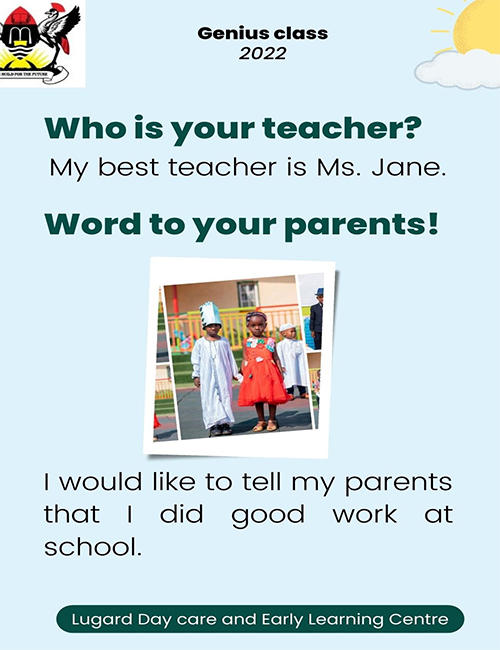 BUILD FOR THE FUTURE
Genius class
2022
Who is your teacher?
My best teacher is Ms. Jane.
Word to your parents!
I would like to tell my parents
that I did good work at
school.
Lugard Day care and Early Learning Centre